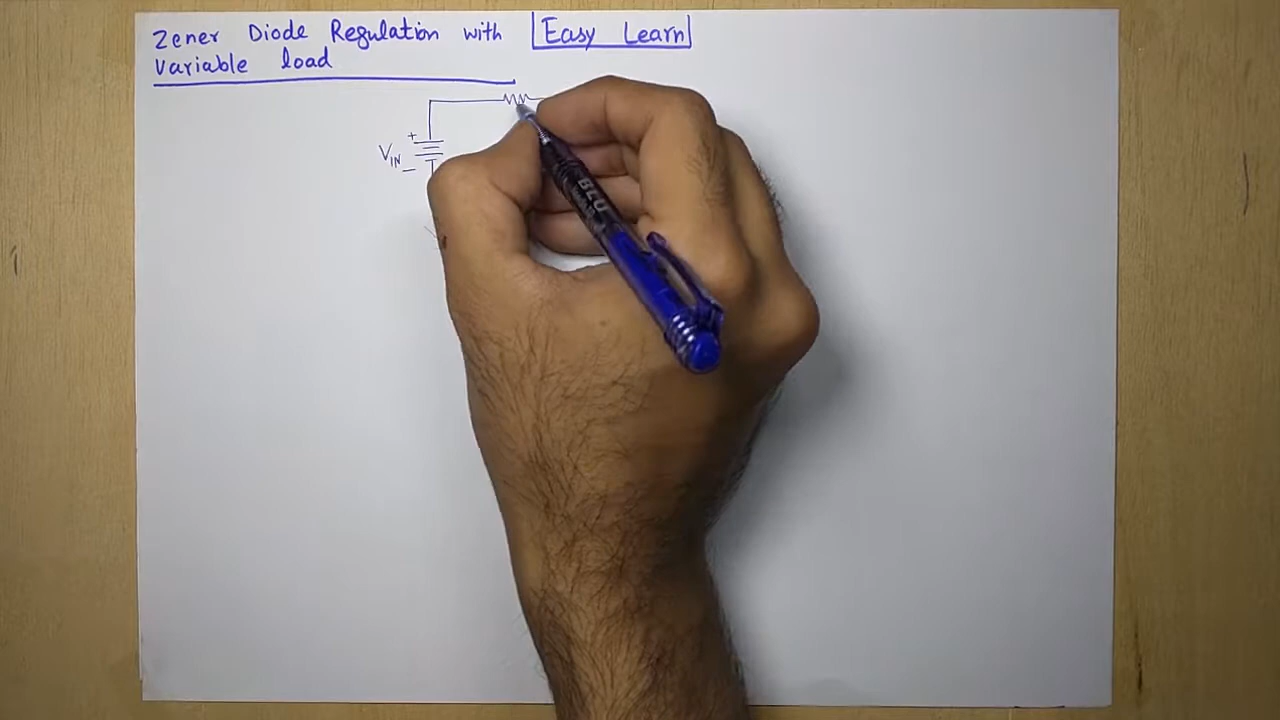 Zener Diode Regulation with Easy Learn
Variable load
+
VIN
-
BLU